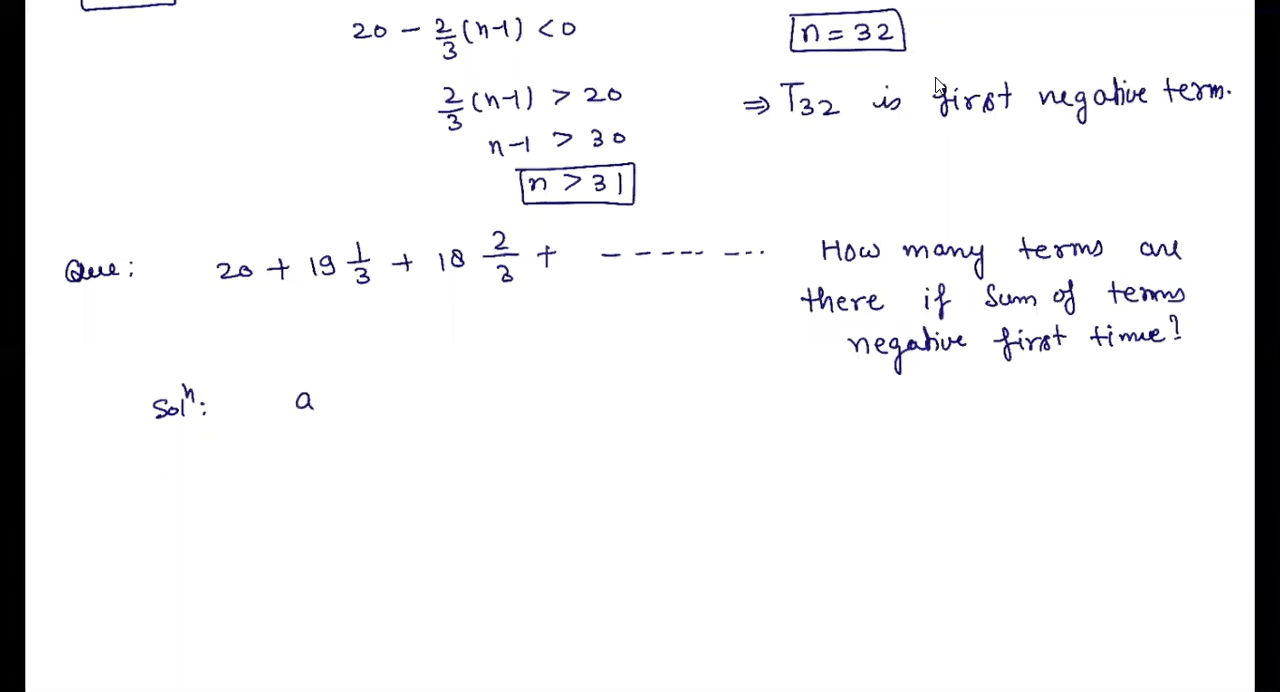 20 - 2/3 (n-1) < 0
n = 32
2/3 (n-1) > 20
⇒ T32 is first negative term.
n-1 > 30
n > 31
Que: 20 + 19 1/3 + 18 2/3 + -------- How many terms are
there if sum of terms
negative first time?
Solⁿ: a